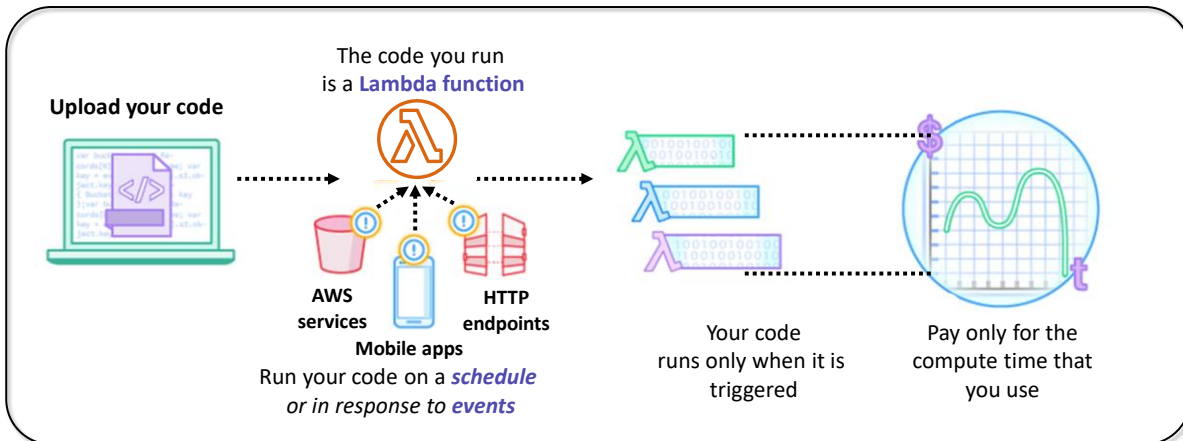 Upload your code
The code you run
is a Lambda function
AWS
services
Mobile apps
HTTP
endpoints
Run your code on a schedule
or in response to events
Your code
runs only when it is
triggered
$
t
Pay only for the
compute time that
you use